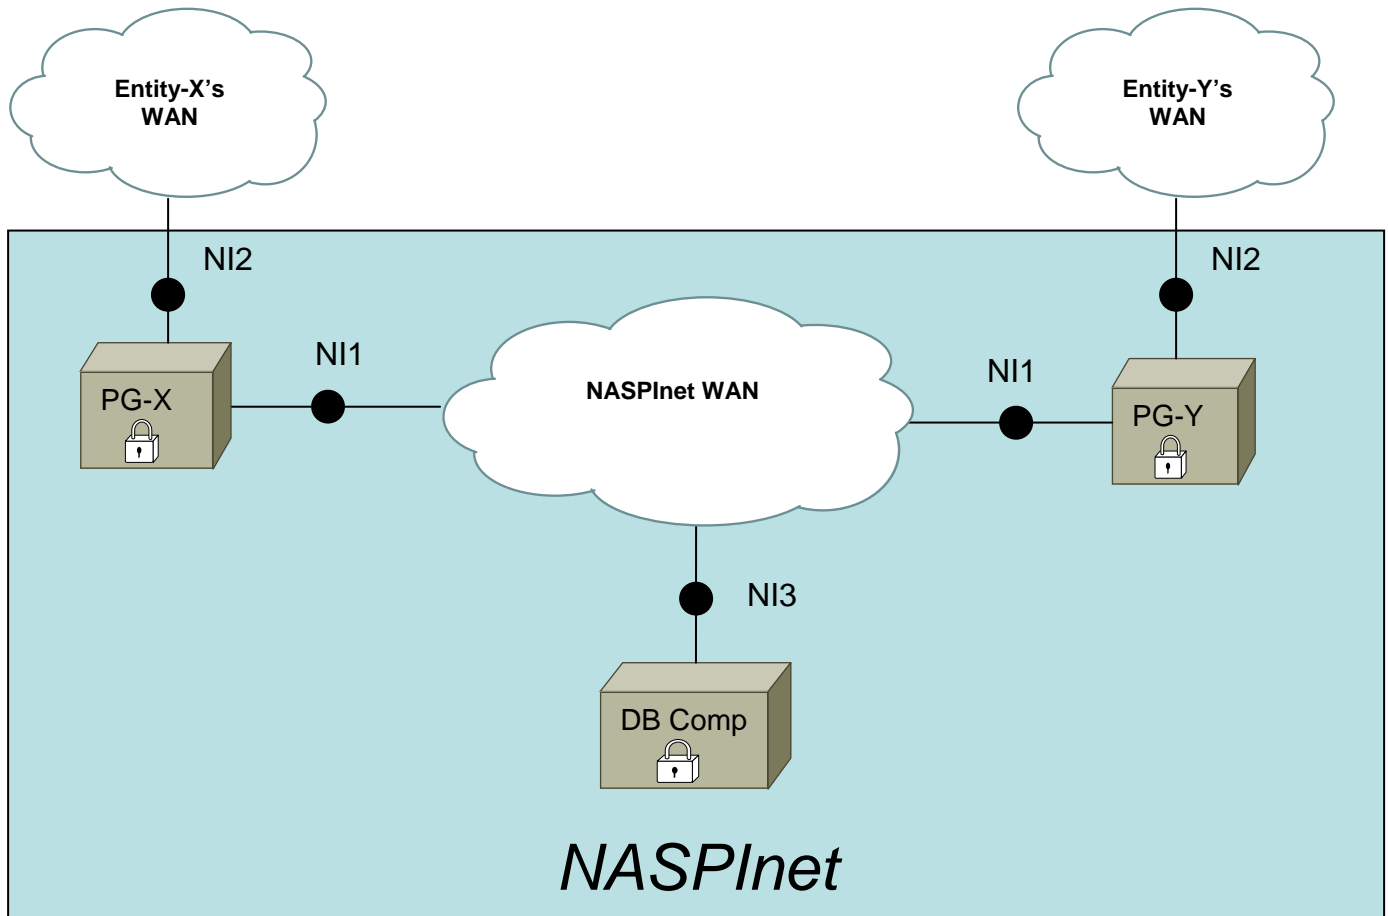 Entity-X's
WAN
Entity-Y's
WAN
NI2
NI2
NI1
NI1
PG-X
NASPInet WAN
PG-Y
NI3
DB Comp
NASPInet